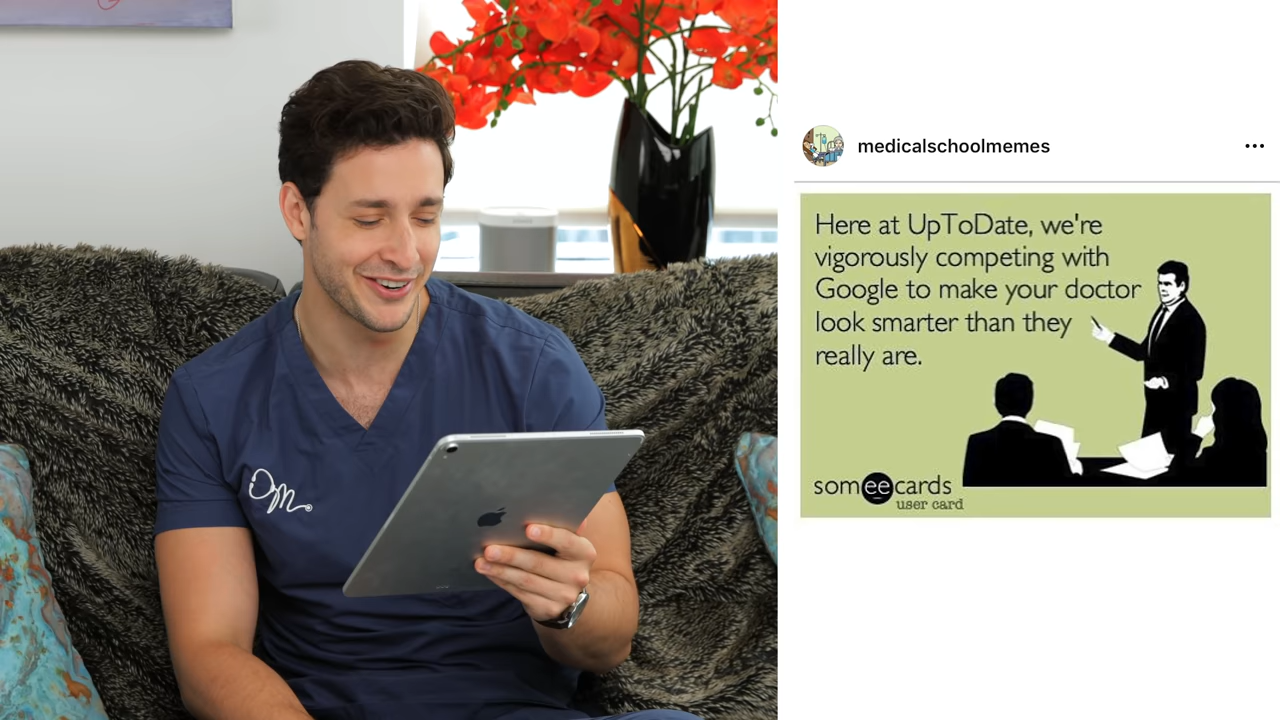 medicalschoolmemes
Here at UpToDate, we're
vigorously competing with
Google to make your doctor
look smarter than they
really are.
someecards
user card
DM